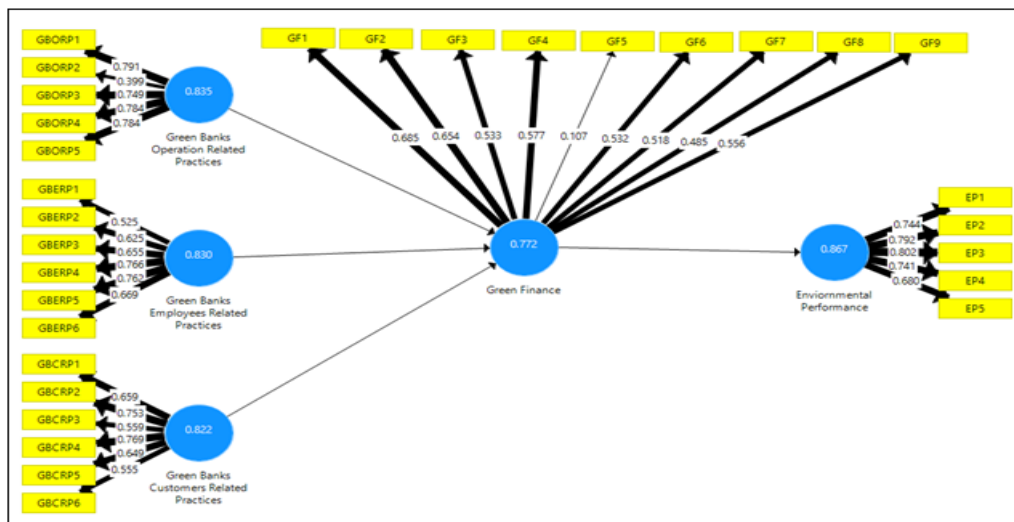 GBORP1
GBORP2
GBORP3
GBORP4
GBORP5
0.791
0.399
0.749
0.784
0.784
0.835
Green Banks
Operation Related
Practices
GBERP1
GBERP2
GBERP3
GBERP4
GBERP5
GBERP6
0.525
0.625
0.655
0.766
0.762
0.669
0.830
Green Banks
Employees Related
Practices
GBCRP1
GBCRP2
GBCRP3
GBCRP4
GBCRP5
GBCRP6
0.659
0.753
0.559
0.769
0.649
0.555
0.822
Green Banks
Customers Related
Practices
GF1
GF2
GF3
GF4
GF5
GF6
GF7
GF8
GF9
0.685
0.654
0.533
0.577
0.107
0.532
0.518
0.485
0.556
0.772
Green Finance
0.867
Enviornmental
Performance
0.744
0.792
0.802
0.741
0.680
EP1
EP2
EP3
EP4
EP5